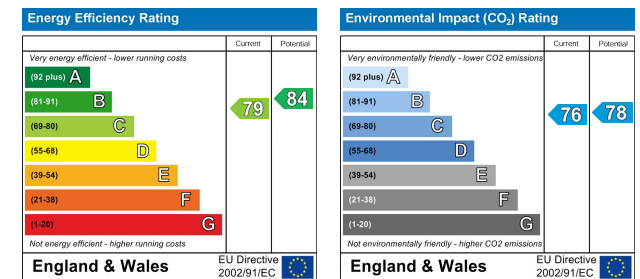 Energy Efficiency Rating
Current Potential
Very energy efficient - lower running costs
(92 plus) A
(81-91) B
(69-80) C
(55-68) D
(39-54) E
(21-38) F
(1-20) G
79
84
Not energy efficient - higher running costs
England & Wales
EU Directive
2002/91/EC
Environmental Impact (CO₂) Rating
Current Potential
Very environmentally friendly - lower CO2 emissions
(92 plus) A
(81-91) B
(69-80) C
(55-68) D
(39-54) E
(21-38) F
(1-20) G
76
78
Not environmentally friendly - higher CO2 emissions
England & Wales
EU Directive
2002/91/EC